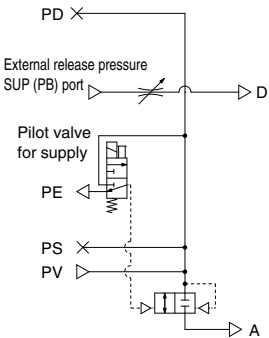 PD
External release pressure
SUP (PB) port
D
Pilot valve
for supply
PE
PS
PV
A